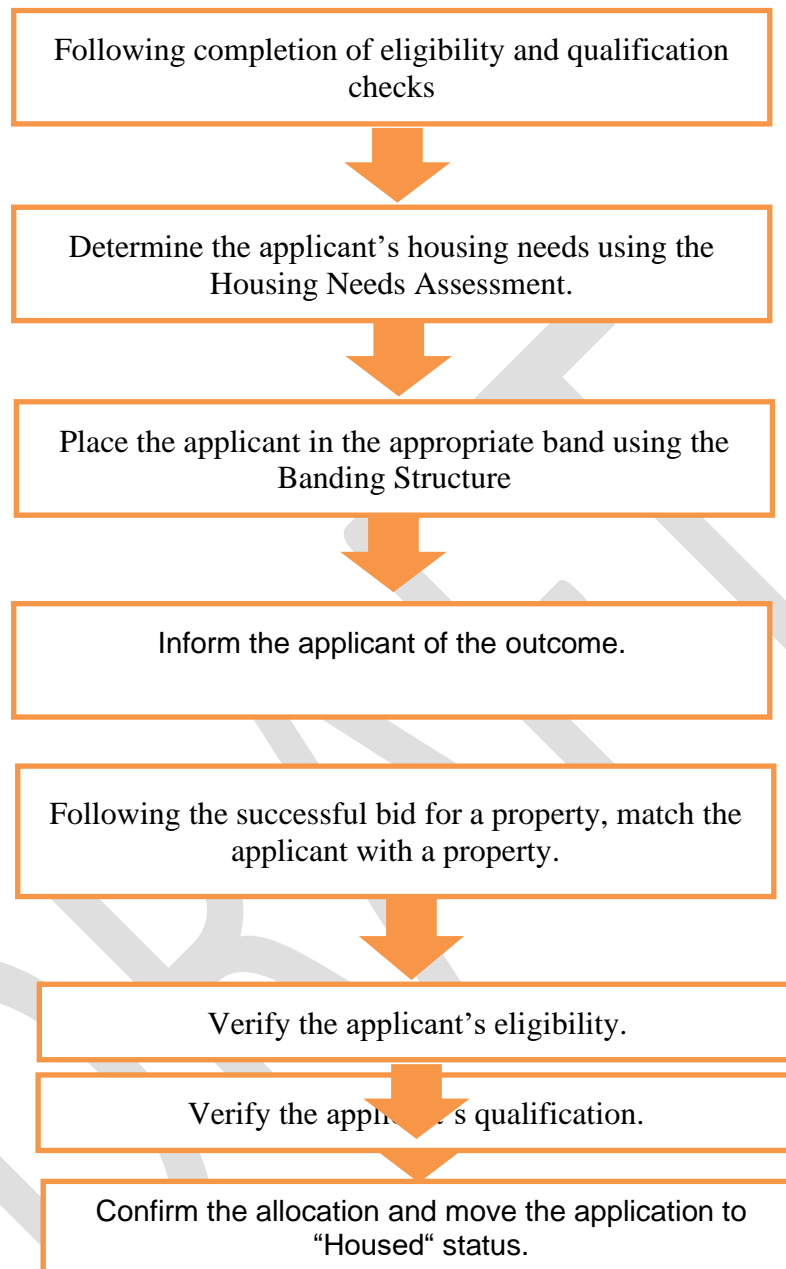 Following completion of eligibility and qualification
checks
Determine the applicant’s housing needs using the
Housing Needs Assessment.
Place the applicant in the appropriate band using the
Banding Structure
Inform the applicant of the outcome.
Following the successful bid for a property, match the
applicant with a property.
Verify the applicant’s eligibility.
Verify the applicant’s qualification.
Confirm the allocation and move the application to
“Housed“ status.
DRAFT